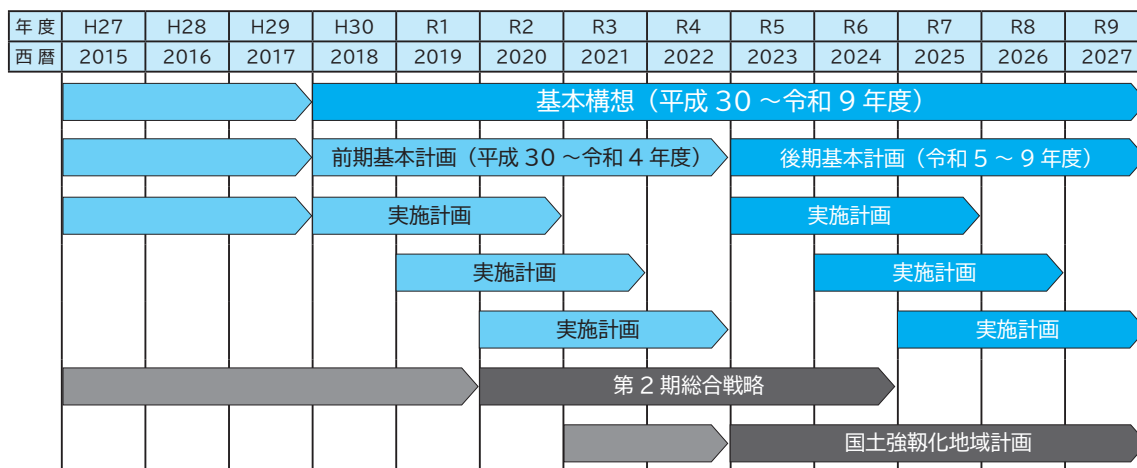 年度 H27 H28 H29 H30 R1 R2 R3 R4 R5 R6 R7 R8 R9
西暦 2015 2016 2017 2018 2019 2020 2021 2022 2023 2024 2025 2026 2027
基本構想（平成 30 ～令和 9 年度）
前期基本計画（平成 30 ～令和 4 年度） 後期基本計画（令和 5 ～ 9 年度）
実施計画 実施計画
実施計画 実施計画
実施計画 実施計画
第 2 期総合戦略
国土強靱化地域計画